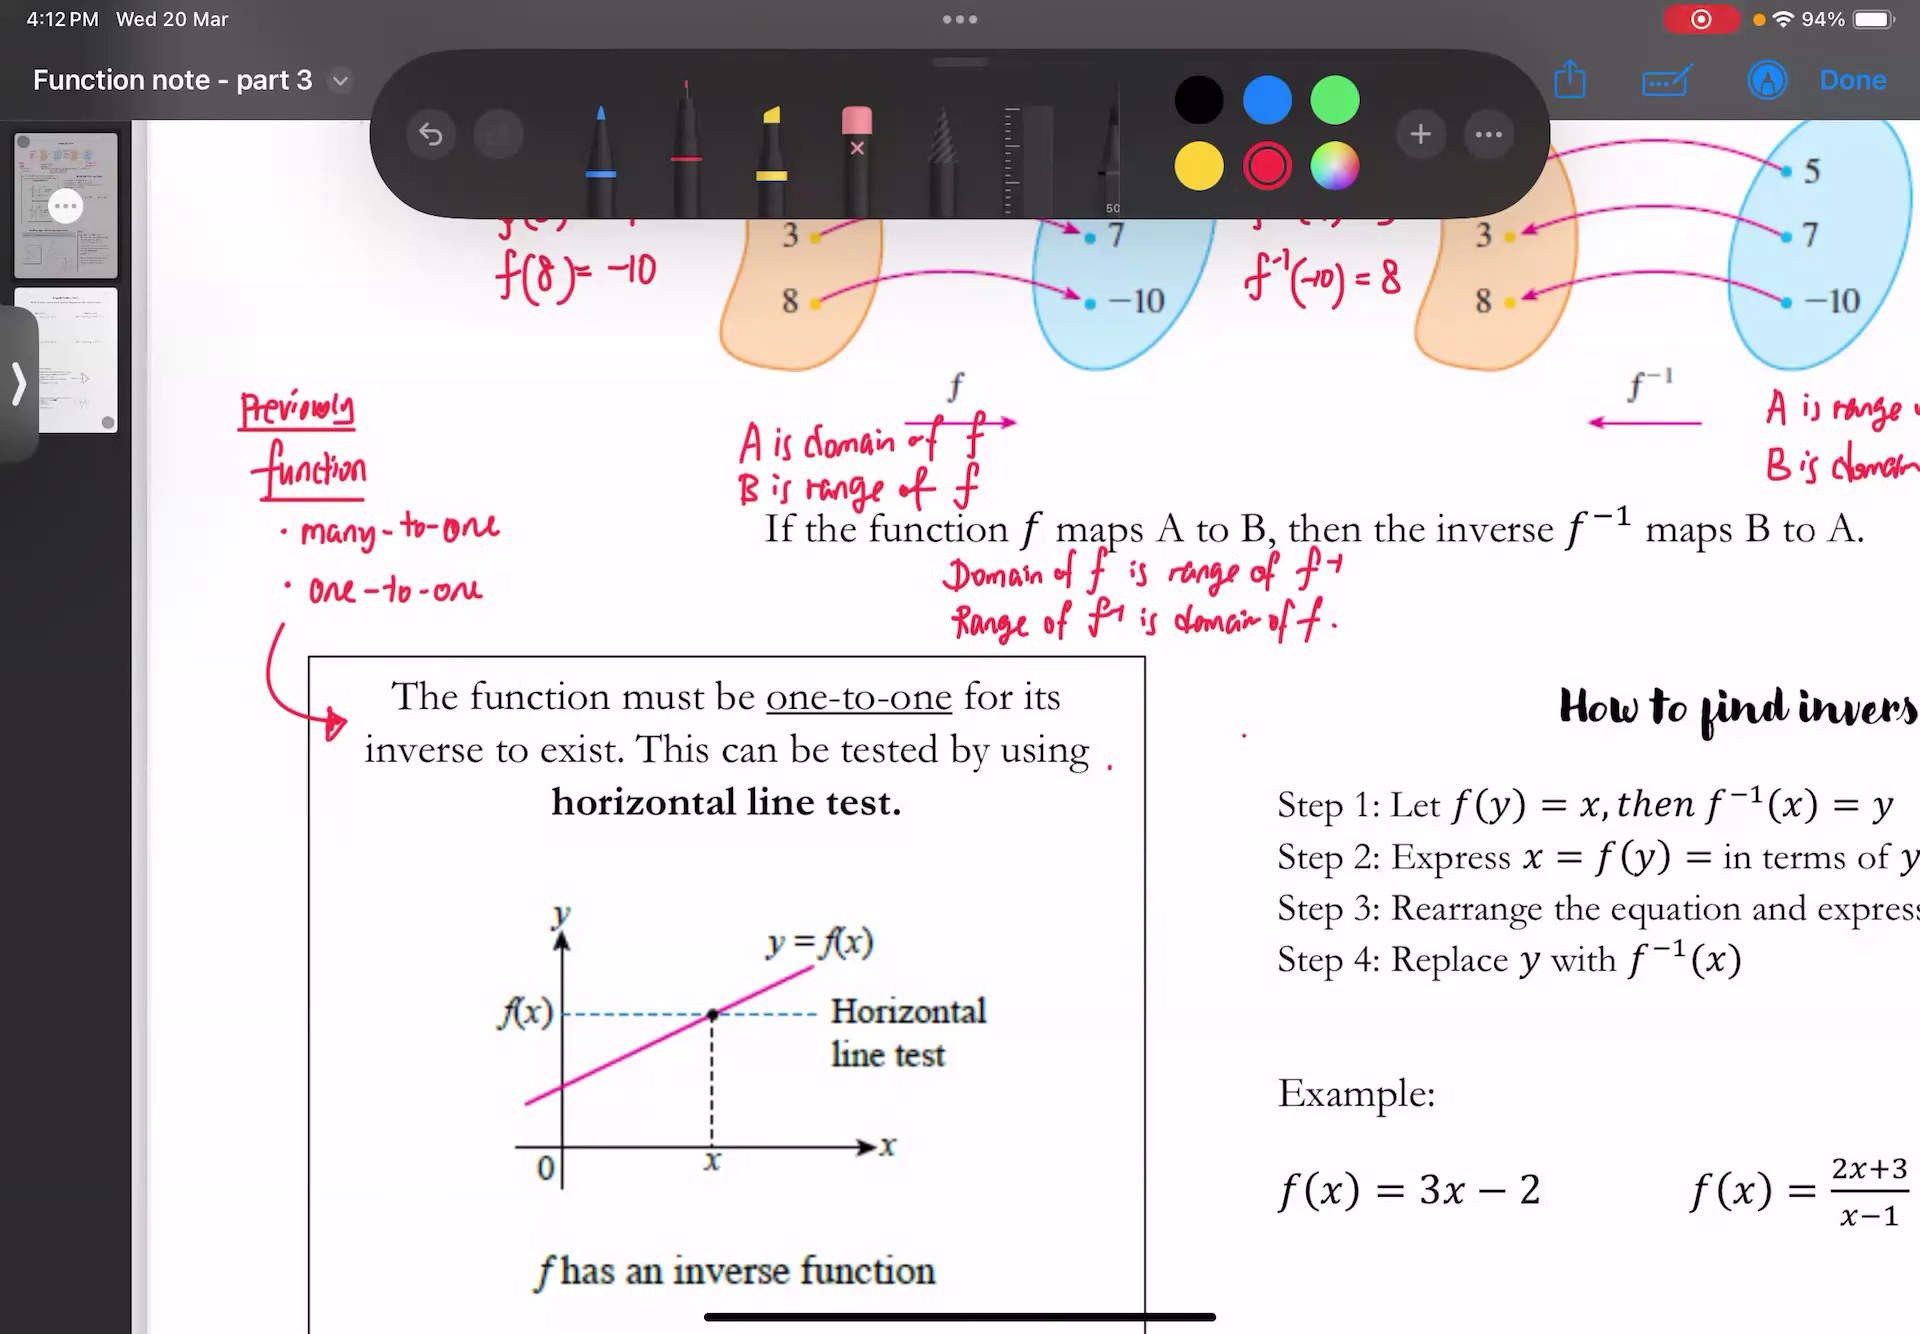 4:12 PM Wed 20 Mar
94%
Function note - part 3
Done
50
5
3
7
3
7
f(8) = -10
8
-10
f⁻¹(-10) = 8
8
-10
f
f⁻¹
Previously
function
· many-to-one
· one-to-one
A is domain of f
B is range of f
A is range
B is domain
If the function f maps A to B, then the inverse f⁻¹ maps B to A.
Domain of f is range of f⁻¹
Range of f⁻¹ is domain of f.
The function must be one-to-one for its
inverse to exist. This can be tested by using
horizontal line test.
y
y = f(x)
f(x)
Horizontal
line test
0
x
x
f has an inverse function
How to find invers
Step 1: Let f(y) = x, then f⁻¹(x) = y
Step 2: Express x = f(y) = in terms of y
Step 3: Rearrange the equation and express
Step 4: Replace y with f⁻¹(x)
Example:
f(x) = 3x − 2
f(x) = 2x+3 / x−1